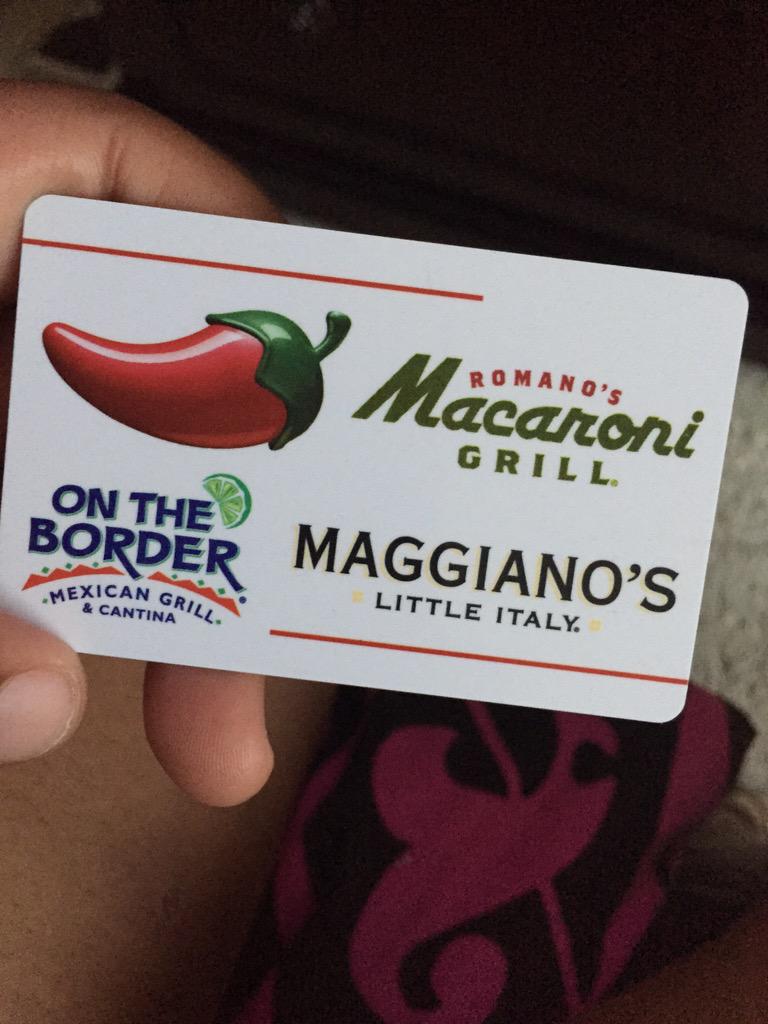 ROMANO'S
Macaroni
GRILL.
ON THE
BORDER
MEXICAN GRILL
& CANTINA
MAGGIANO'S
LITTLE ITALY.